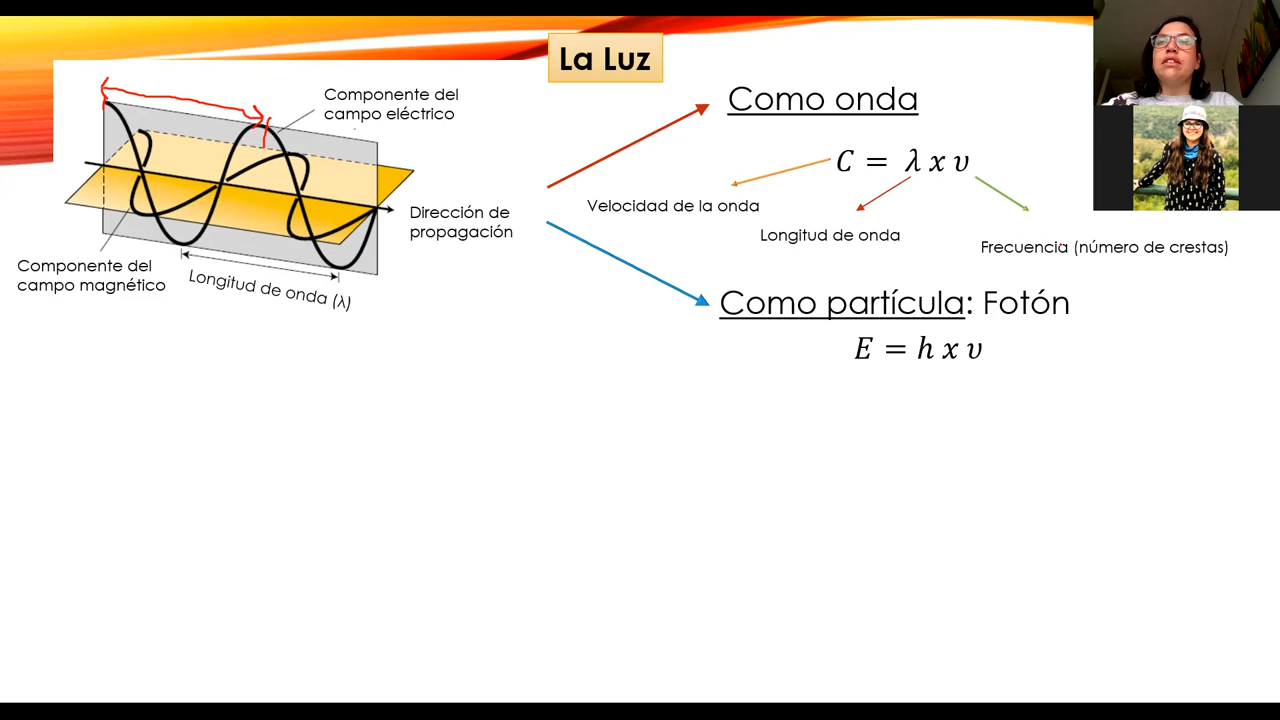 La Luz
Componente del
campo eléctrico
Dirección de
propagación
Componente del
campo magnético
Longitud de onda (λ)
Como onda
C = λ x υ
Velocidad de la onda
Longitud de onda
Frecuencia (número de crestas)
Como partícula: Fotón
E = h x υ